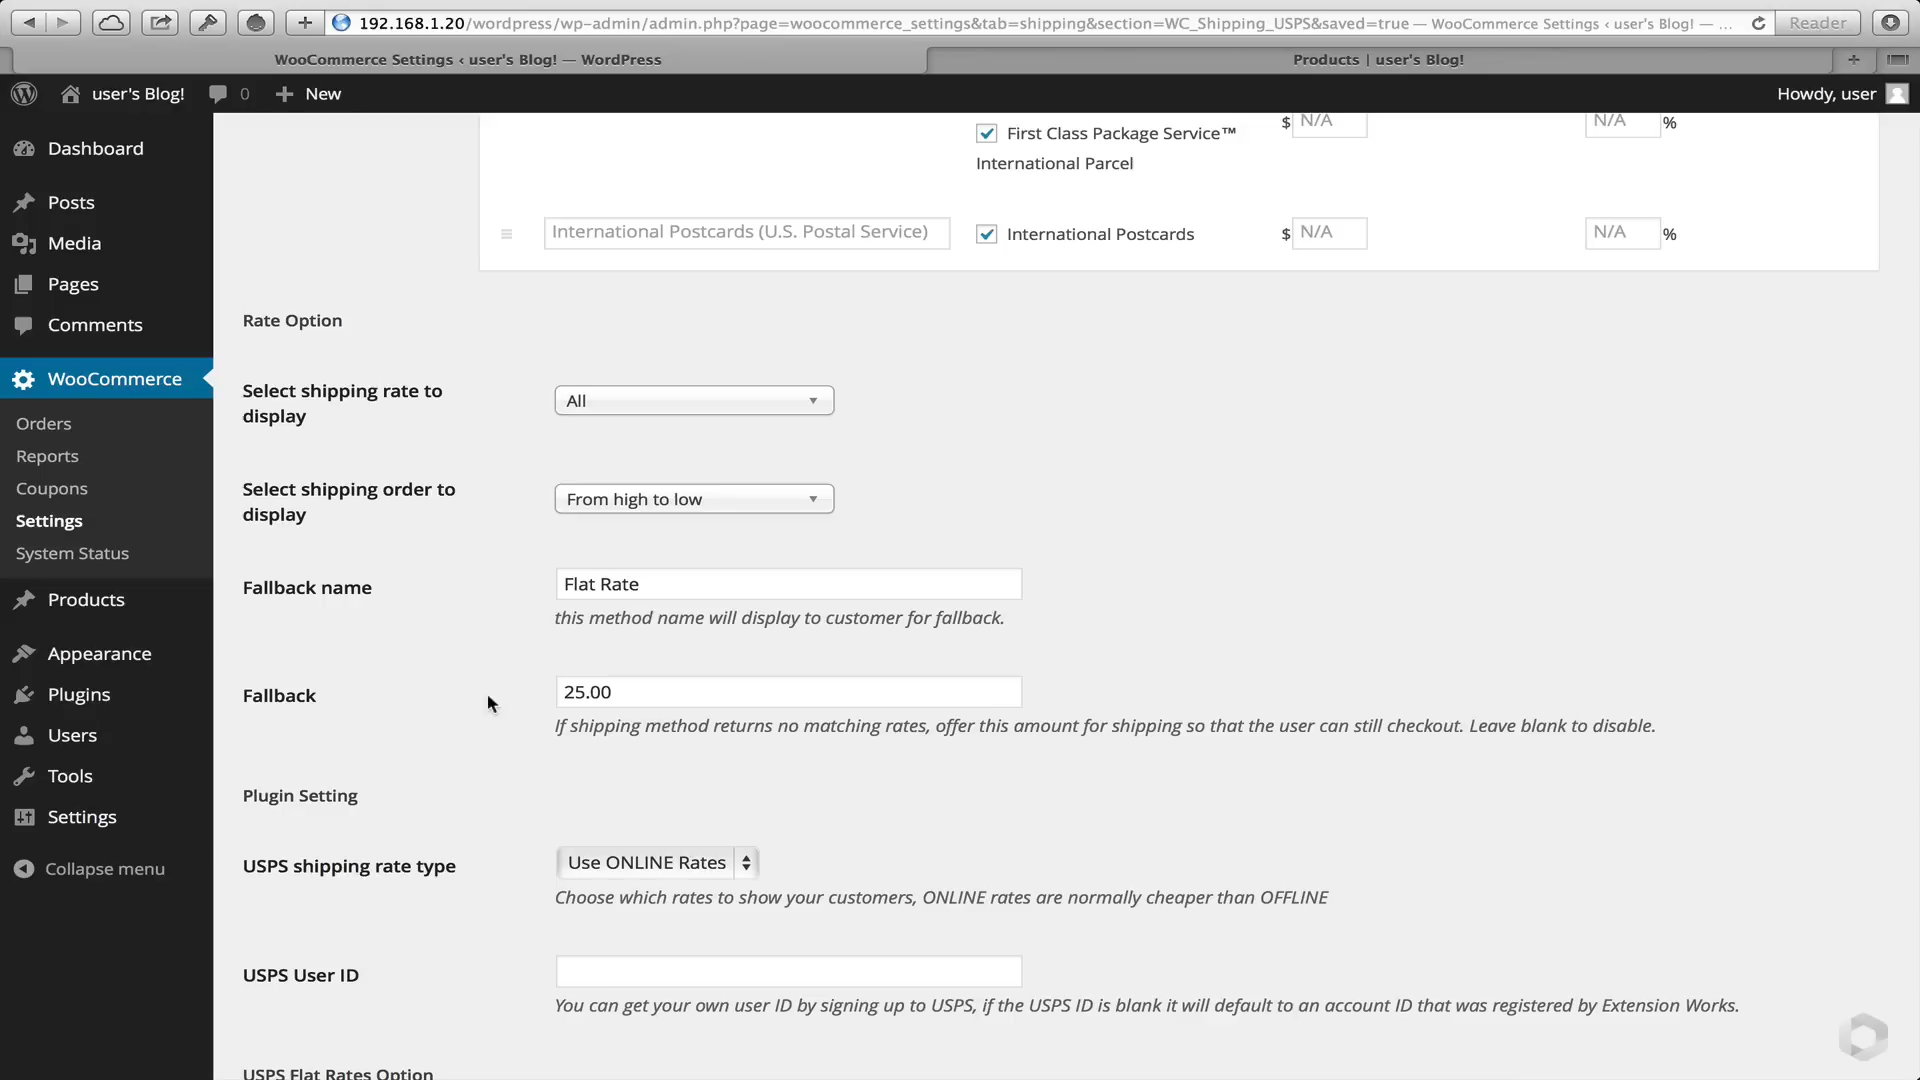 192.168.1.20/wordpress/wp-admin/admin.php?page=woocommerce_settings&tab=shipping&section=WC_Shipping_USPS&saved=true — WooCommerce Settings ‹ user's Blog! — ...
Reader
WooCommerce Settings ‹ user's Blog! — WordPress
Products | user's Blog!
user's Blog!
0
New
Howdy, user
Dashboard
Posts
Media
Pages
Comments
WooCommerce
Orders
Reports
Coupons
Settings
System Status
Products
Appearance
Plugins
Users
Tools
Settings
Collapse menu
First Class Package Service™ $ N/A N/A %
International Parcel
International Postcards (U.S. Postal Service) International Postcards $ N/A N/A %
Rate Option
Select shipping rate to
display
All
Select shipping order to
display
From high to low
Fallback name
Flat Rate
this method name will display to customer for fallback.
Fallback
25.00
If shipping method returns no matching rates, offer this amount for shipping so that the user can still checkout. Leave blank to disable.
Plugin Setting
USPS shipping rate type
Use ONLINE Rates
Choose which rates to show your customers, ONLINE rates are normally cheaper than OFFLINE
USPS User ID
You can get your own user ID by signing up to USPS, if the USPS ID is blank it will default to an account ID that was registered by Extension Works.
USPS Flat Rates Option